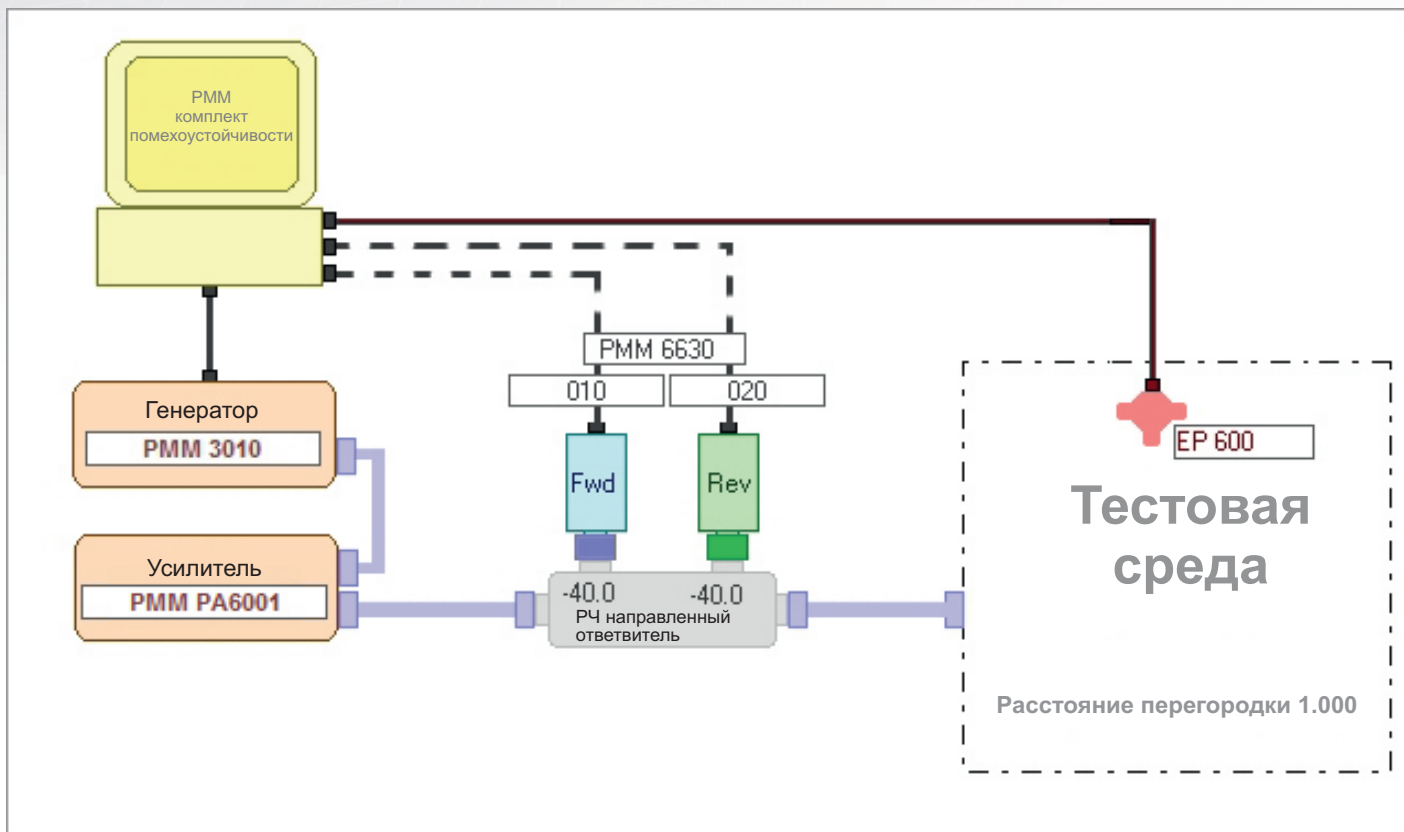 РММ
комплект
помехоустойчивости
PMM 6630
010
020
Генератор
PMM 3010
Fwd
Rev
EP 600
Тестовая
среда
Усилитель
PMM PA6001
-40.0
-40.0
РЧ направленный
ответвитель
Расстояние перегородки 1.000